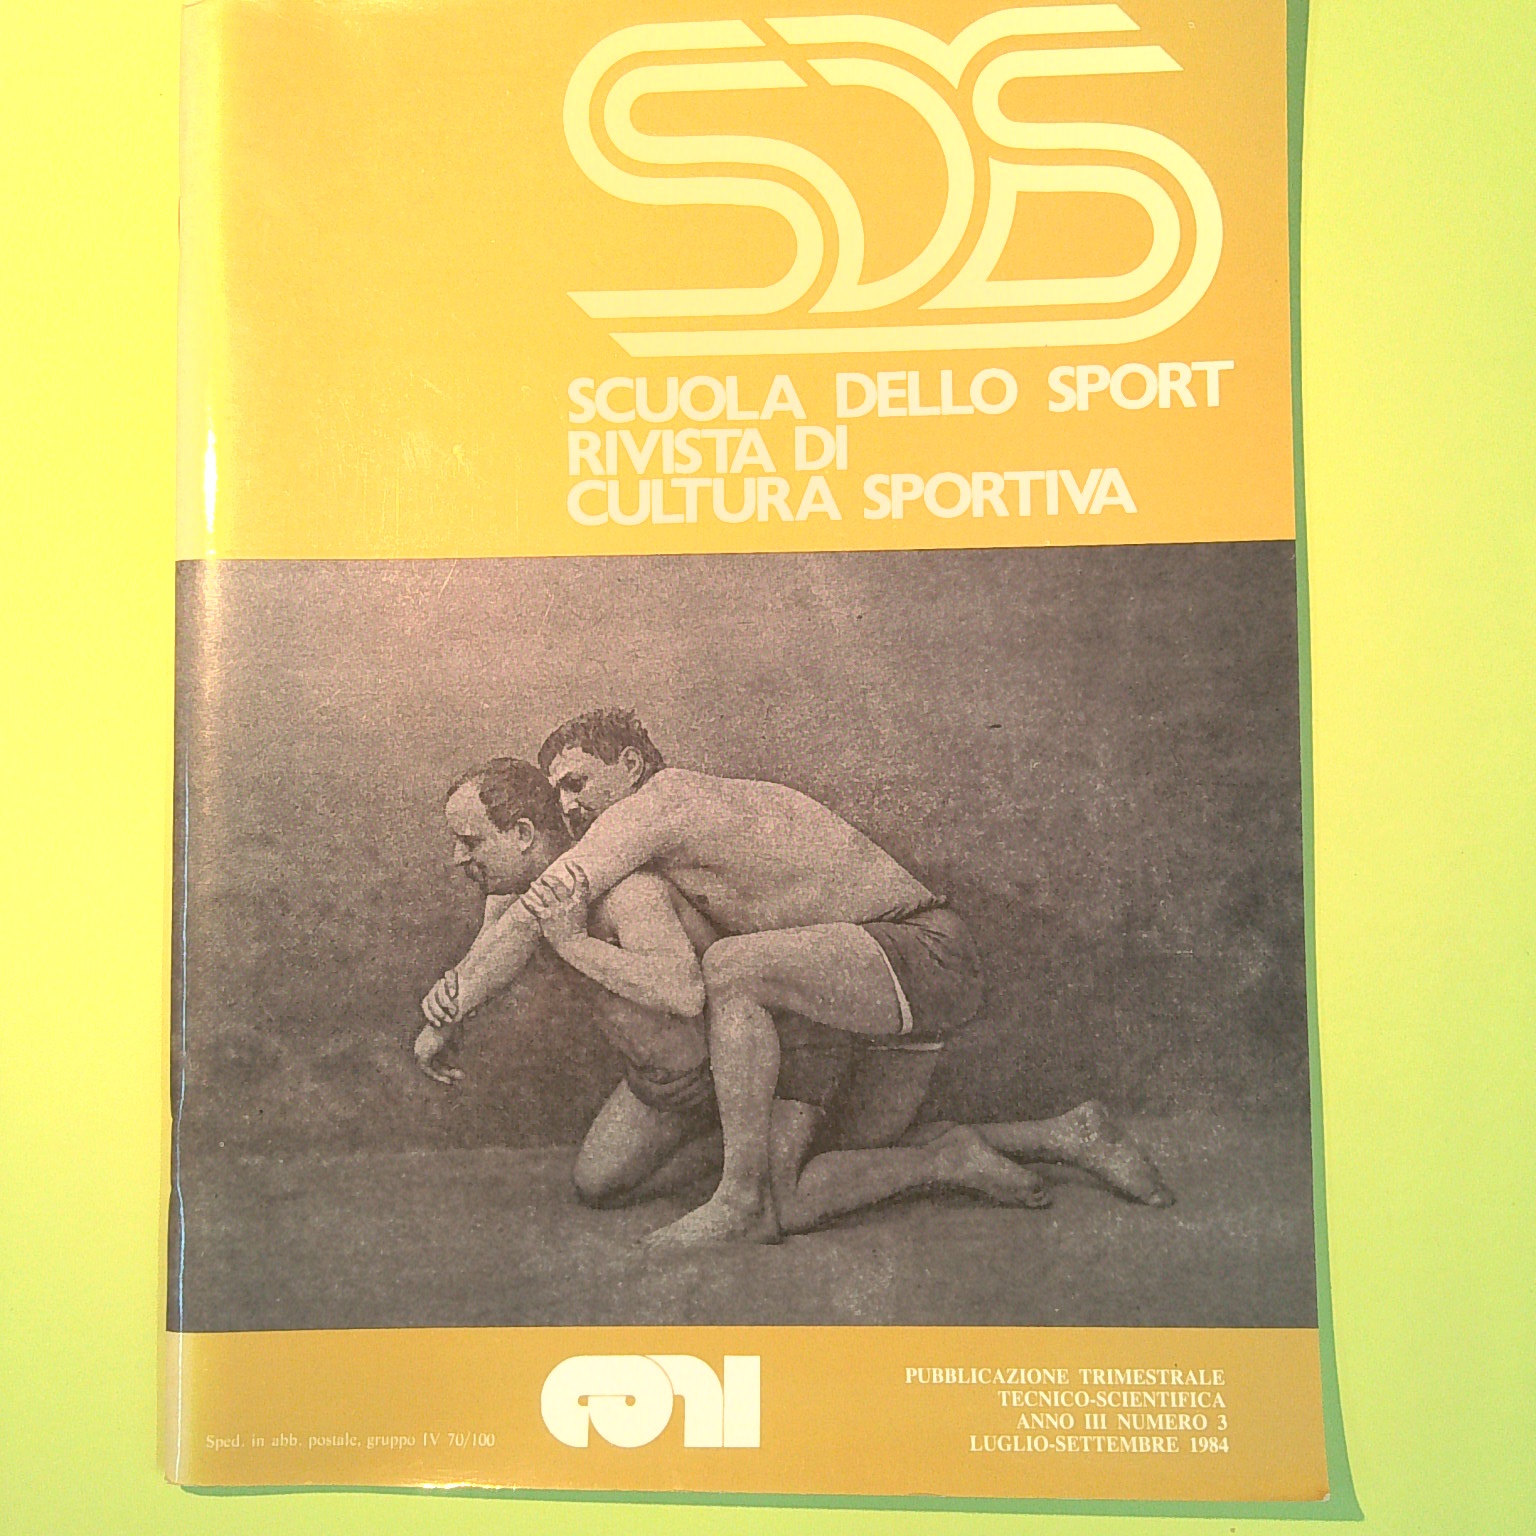 SDS
SCUOLA DELLO SPORT
RIVISTA DI
CULTURA SPORTIVA
Sped. in abb. postale, gruppo IV 70/100
CONI
PUBBLICAZIONE TRIMESTRALE
TECNICO-SCIENTIFICA
ANNO III NUMERO 3
LUGLIO-SETTEMBRE 1984